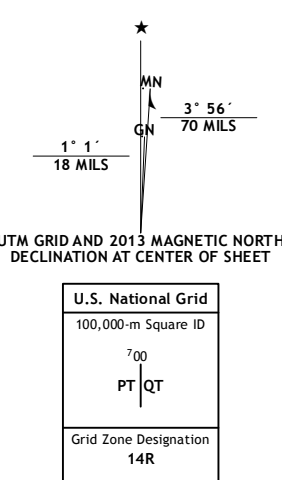 ★
MN
3° 56´
70 MILS
GN
1° 1´
18 MILS
UTM GRID AND 2013 MAGNETIC NORTH
DECLINATION AT CENTER OF SHEET
U.S. National Grid
100,000-m Square ID
⁷00
PT QT
Grid Zone Designation
14R